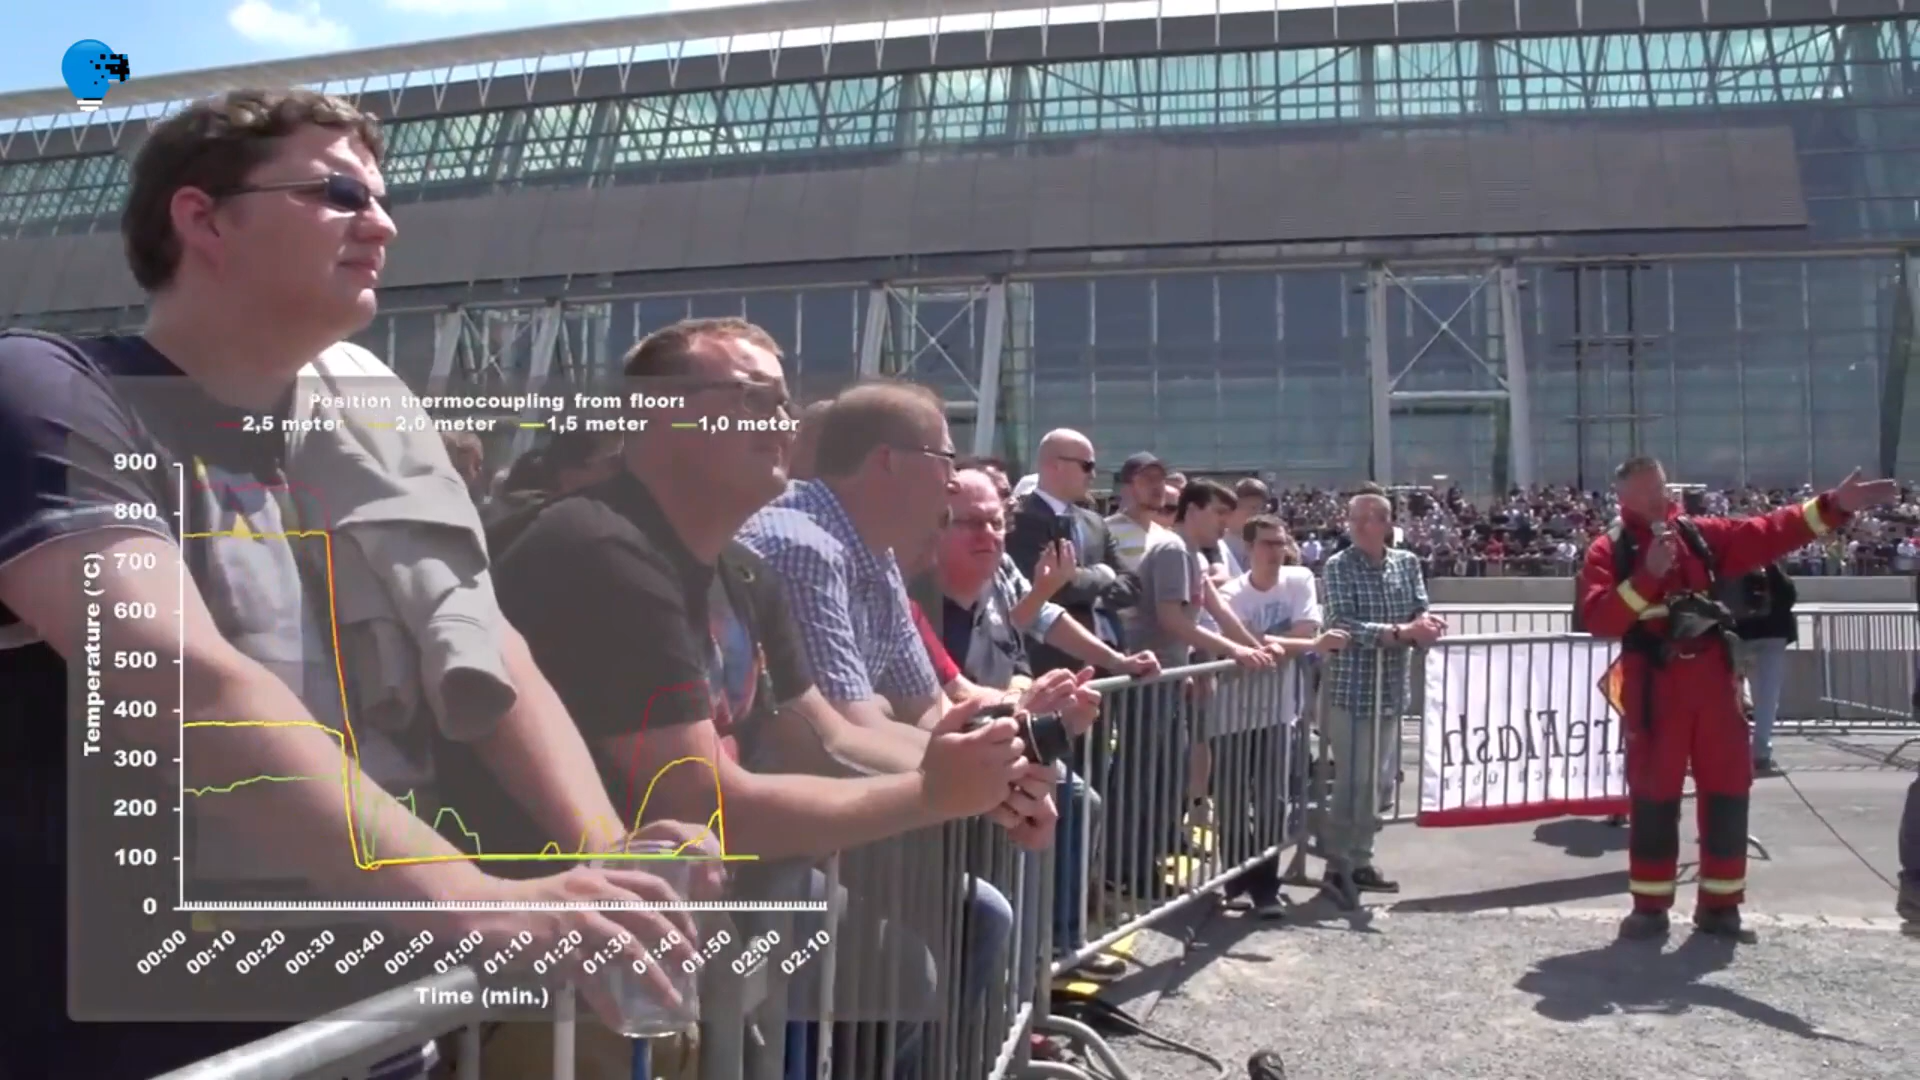 Position thermocoupling from floor:
2,5 meter 2,0 meter 1,5 meter 1,0 meter
Temperature (°C)
900
800
700
600
500
400
300
200
100
0
00:00 00:10 00:20 00:30 00:40 00:50 01:00 01:10 01:20 01:30 01:40 01:50 02:00 02:10
Time (min.)
reFlash